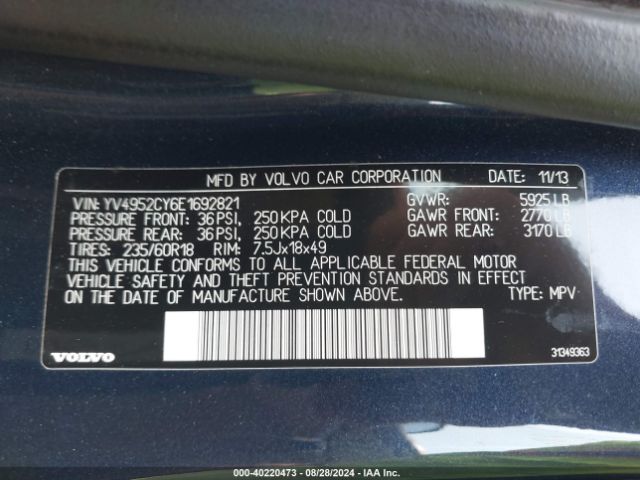 MFD BY VOLVO CAR CORPORATION DATE: 11/13
VIN: YV4952CY6E1692821 GVWR: 5925 LB
PRESSURE FRONT: 36 PSI, 250 KPA COLD GAWR FRONT: 2770 LB
PRESSURE REAR: 36 PSI, 250 KPA COLD GAWR REAR: 3170 LB
TIRES: 235/60R18 RIM: 7.5Jx18x49
THIS VEHICLE CONFORMS TO ALL APPLICABLE FEDERAL MOTOR
VEHICLE SAFETY AND THEFT PREVENTION STANDARDS IN EFFECT
ON THE DATE OF MANUFACTURE SHOWN ABOVE. TYPE: MPV
VOLVO 31349363
000-40220473 - 08/28/2024 - IAA Inc.